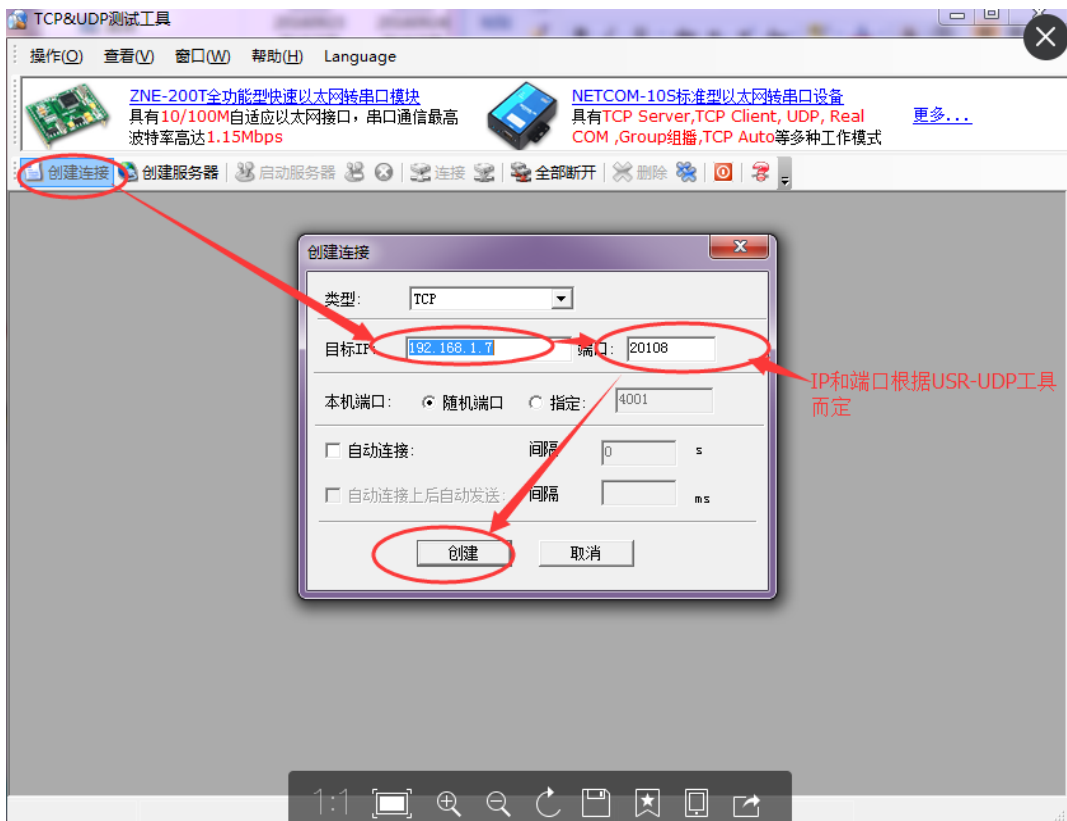 TCP&UDP测试工具
操作(O) 查看(V) 窗口(W) 帮助(H) Language
ZNE-200T全功能型快速以太网转串口模块
具有10/100M自适应以太网接口，串口通信最高
波特率高达1.15Mbps
NETCOM-10S标准型以太网转串口设备
具有TCP Server,TCP Client, UDP, Real
COM ,Group组播,TCP Auto等多种工作模式
更多...
创建连接 创建服务器 启动服务器 连接 全部断开 删除
创建连接
类型: TCP
目标IP: 192.168.1.7 端口: 20108
IP和端口根据USR-UDP工具
而定
本机端口: 随机端口 指定: 4001
自动连接: 间隔 0 s
自动连接上后自动发送: 间隔 ms
创建 取消
1:1